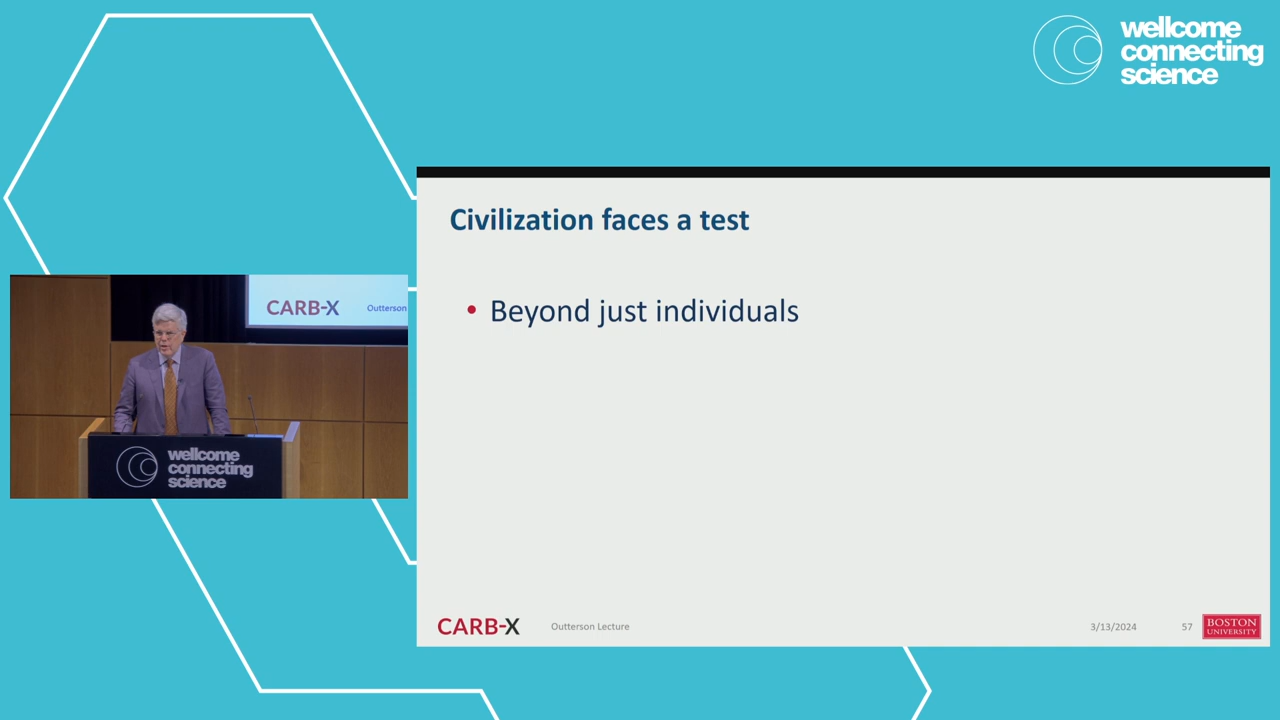 wellcome
connecting
science
Civilization faces a test
• Beyond just individuals
CARB-X
Outterson
wellcome
connecting
science
CARB-X
Outterson Lecture
3/13/2024
57
BOSTON
UNIVERSITY